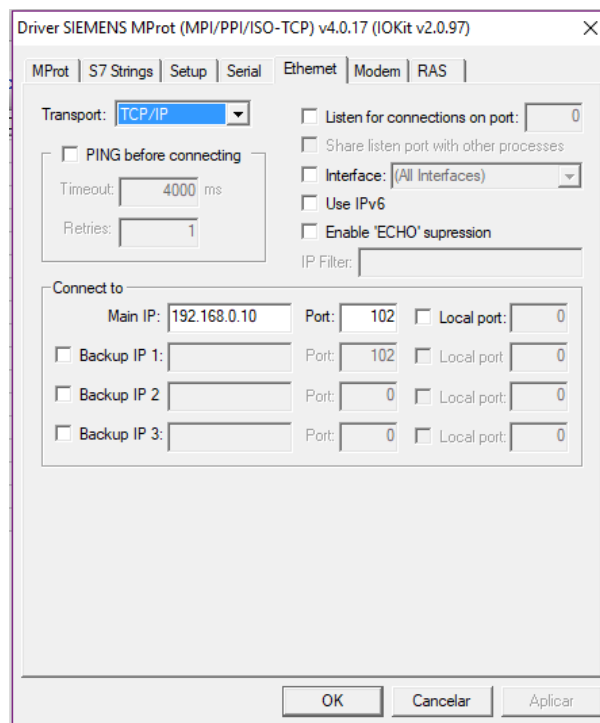 Driver SIEMENS MProt (MPI/PPI/ISO-TCP) v4.0.17 (IOKit v2.0.97)
MProt S7 Strings Setup Serial Ethernet Modem RAS
Transport: TCP/IP
PING before connecting
Timeout: 4000 ms
Retries: 1
Listen for connections on port: 0
Share listen port with other processes
Interface: (All Interfaces)
Use IPv6
Enable "ECHO" supression
IP Filter:
Connect to
Main IP: 192.168.0.10 Port: 102 Local port: 0
Backup IP 1: Port: 102 Local port 0
Backup IP 2 Port: 0 Local port: 0
Backup IP 3: Port: 0 Local port: 0
OK Cancelar Aplicar